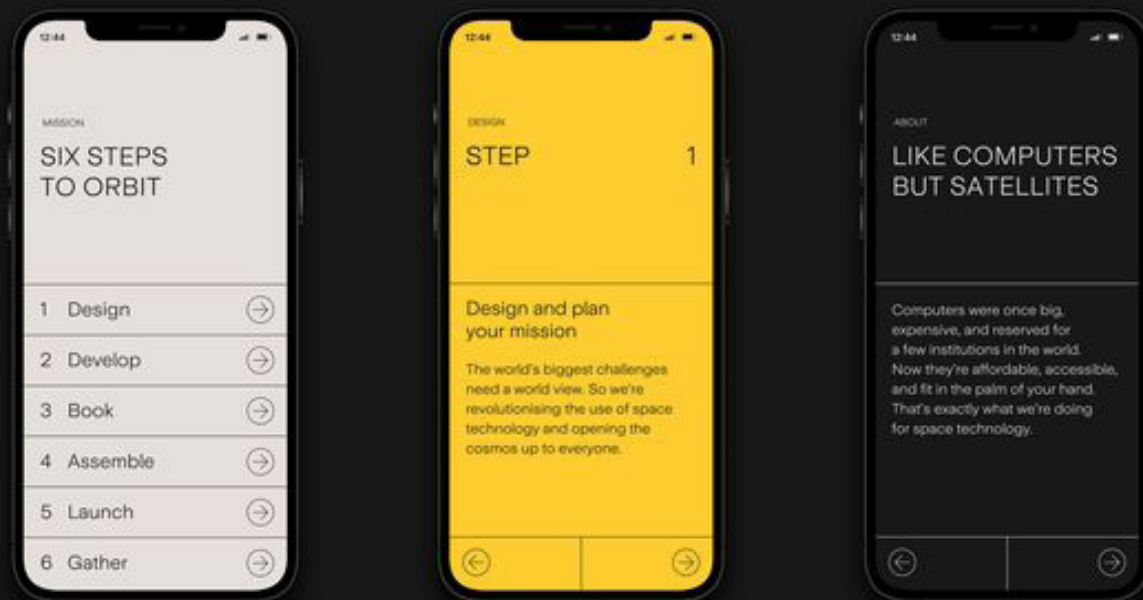 12:44
MISSION
SIX STEPS
TO ORBIT
1 Design
2 Develop
3 Book
4 Assemble
5 Launch
6 Gather
12:44
DESIGN
STEP 1
Design and plan
your mission
The world's biggest challenges
need a world view. So we're
revolutionising the use of space
technology and opening the
cosmos up to everyone.
12:44
ABOUT
LIKE COMPUTERS
BUT SATELLITES
Computers were once big,
expensive, and reserved for
a few institutions in the world.
Now they're affordable, accessible,
and fit in the palm of your hand.
That's exactly what we're doing
for space technology.